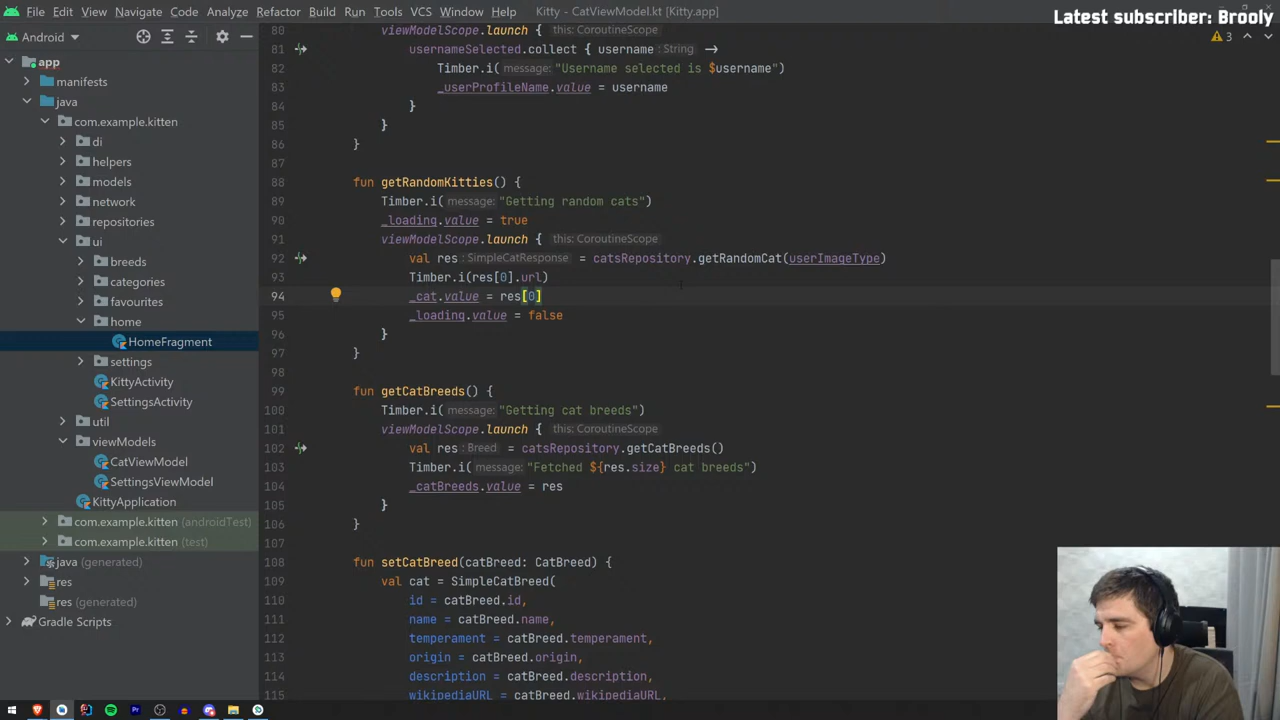 File Edit View Navigate Code Analyze Refactor Build Run Tools VCS Window Help Kitty - CatViewModel.kt [Kitty.app]
Latest subscriber: Brooly
Android
3
app
manifests
java
com.example.kitten
di
helpers
models
network
repositories
ui
breeds
categories
favourites
home
HomeFragment
settings
KittyActivity
SettingsActivity
util
viewModels
CatViewModel
SettingsViewModel
KittyApplication
com.example.kitten (androidTest)
com.example.kitten (test)
java (generated)
res
res (generated)
Gradle Scripts
80 viewModelScope.launch { this: CoroutineScope
81 usernameSelected.collect { username : String ->
82 Timber.i( message: "Username selected is $username")
83 _userProfileName.value = username
84 }
85 }
86 }
87
88 fun getRandomKitties() {
89 Timber.i( message: "Getting random cats")
90 _loading.value = true
91 viewModelScope.launch { this: CoroutineScope
92 val res : SimpleCatResponse = catsRepository.getRandomCat(userImageType)
93 Timber.i(res[0].url)
94 _cat.value = res[0]
95 _loading.value = false
96 }
97 }
98
99 fun getCatBreeds() {
100 Timber.i( message: "Getting cat breeds")
101 viewModelScope.launch { this: CoroutineScope
102 val res : Breed = catsRepository.getCatBreeds()
103 Timber.i( message: "Fetched ${res.size} cat breeds")
104 _catBreeds.value = res
105 }
106 }
107
108 fun setCatBreed(catBreed: CatBreed) {
109 val cat = SimpleCatBreed(
110 id = catBreed.id,
111 name = catBreed.name,
112 temperament = catBreed.temperament,
113 origin = catBreed.origin,
114 description = catBreed.description,
115 wikipediaURL = catBreed.wikipediaURL,